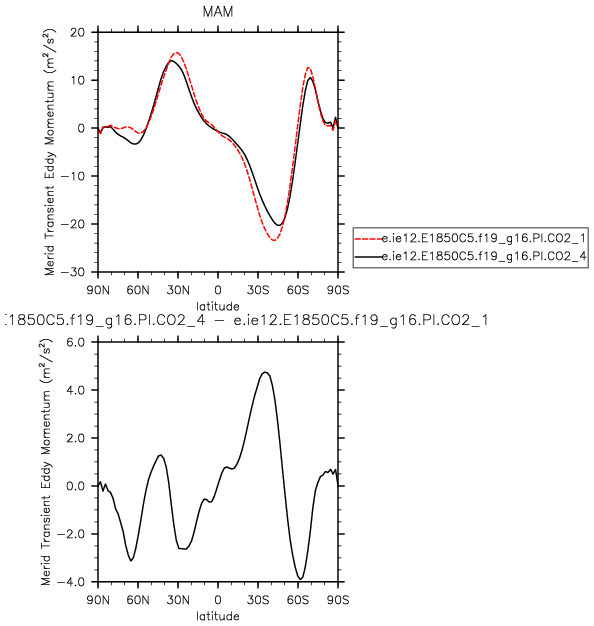 MAM
Merid Transient Eddy Momentum (m²/s²)
20
10
0
-10
-20
-30
90N 60N 30N 0 30S 60S 90S
latitude
e.ie12.E1850C5.f19_g16.PI.CO2_1
e.ie12.E1850C5.f19_g16.PI.CO2_4
:1850C5.f19_g16.PI.CO2_4 - e.ie12.E1850C5.f19_g16.PI.CO2_1
Merid Transient Eddy Momentum (m²/s²)
6.0
4.0
2.0
0.0
-2.0
-4.0
90N 60N 30N 0 30S 60S 90S
latitude